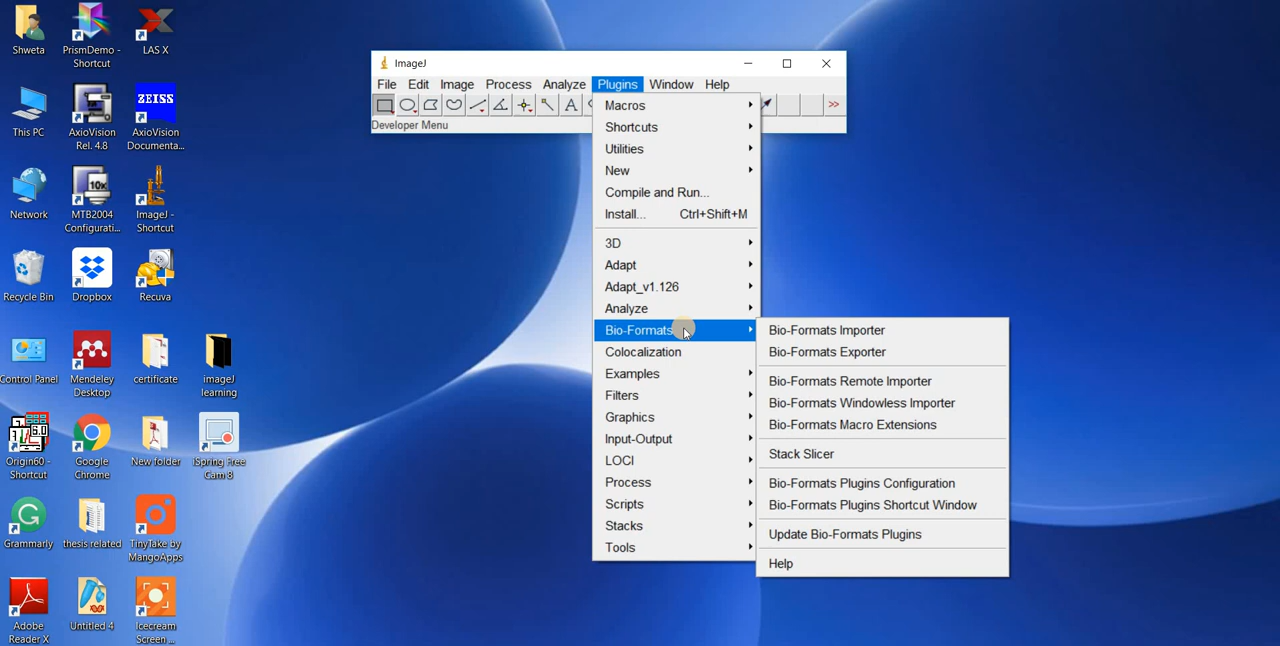 Shweta
PrismDemo -
Shortcut
LAS X
This PC
AxioVision
Rel. 4.8
ZEISS
AxioVision
Documenta...
Network
10x
MTB2004
Configurati...
ImageJ -
Shortcut
Recycle Bin
Dropbox
Recuva
Control Panel
Mendeley
Desktop
certificate
imageJ
learning
6.0
Origin60 -
Shortcut
Google
Chrome
New folder
iSpring Free
Cam 8
Grammarly
thesis related
TinyTake by
MangoApps
Adobe
Reader X
Untitled 4
Icecream
Screen ...
ImageJ
File Edit Image Process Analyze Plugins Window Help
A
>>
Developer Menu
Macros
Shortcuts
Utilities
New
Compile and Run...
Install... Ctrl+Shift+M
3D
Adapt
Adapt_v1.126
Analyze
Bio-Formats
Colocalization
Examples
Filters
Graphics
Input-Output
LOCI
Process
Scripts
Stacks
Tools
Bio-Formats Importer
Bio-Formats Exporter
Bio-Formats Remote Importer
Bio-Formats Windowless Importer
Bio-Formats Macro Extensions
Stack Slicer
Bio-Formats Plugins Configuration
Bio-Formats Plugins Shortcut Window
Update Bio-Formats Plugins
Help